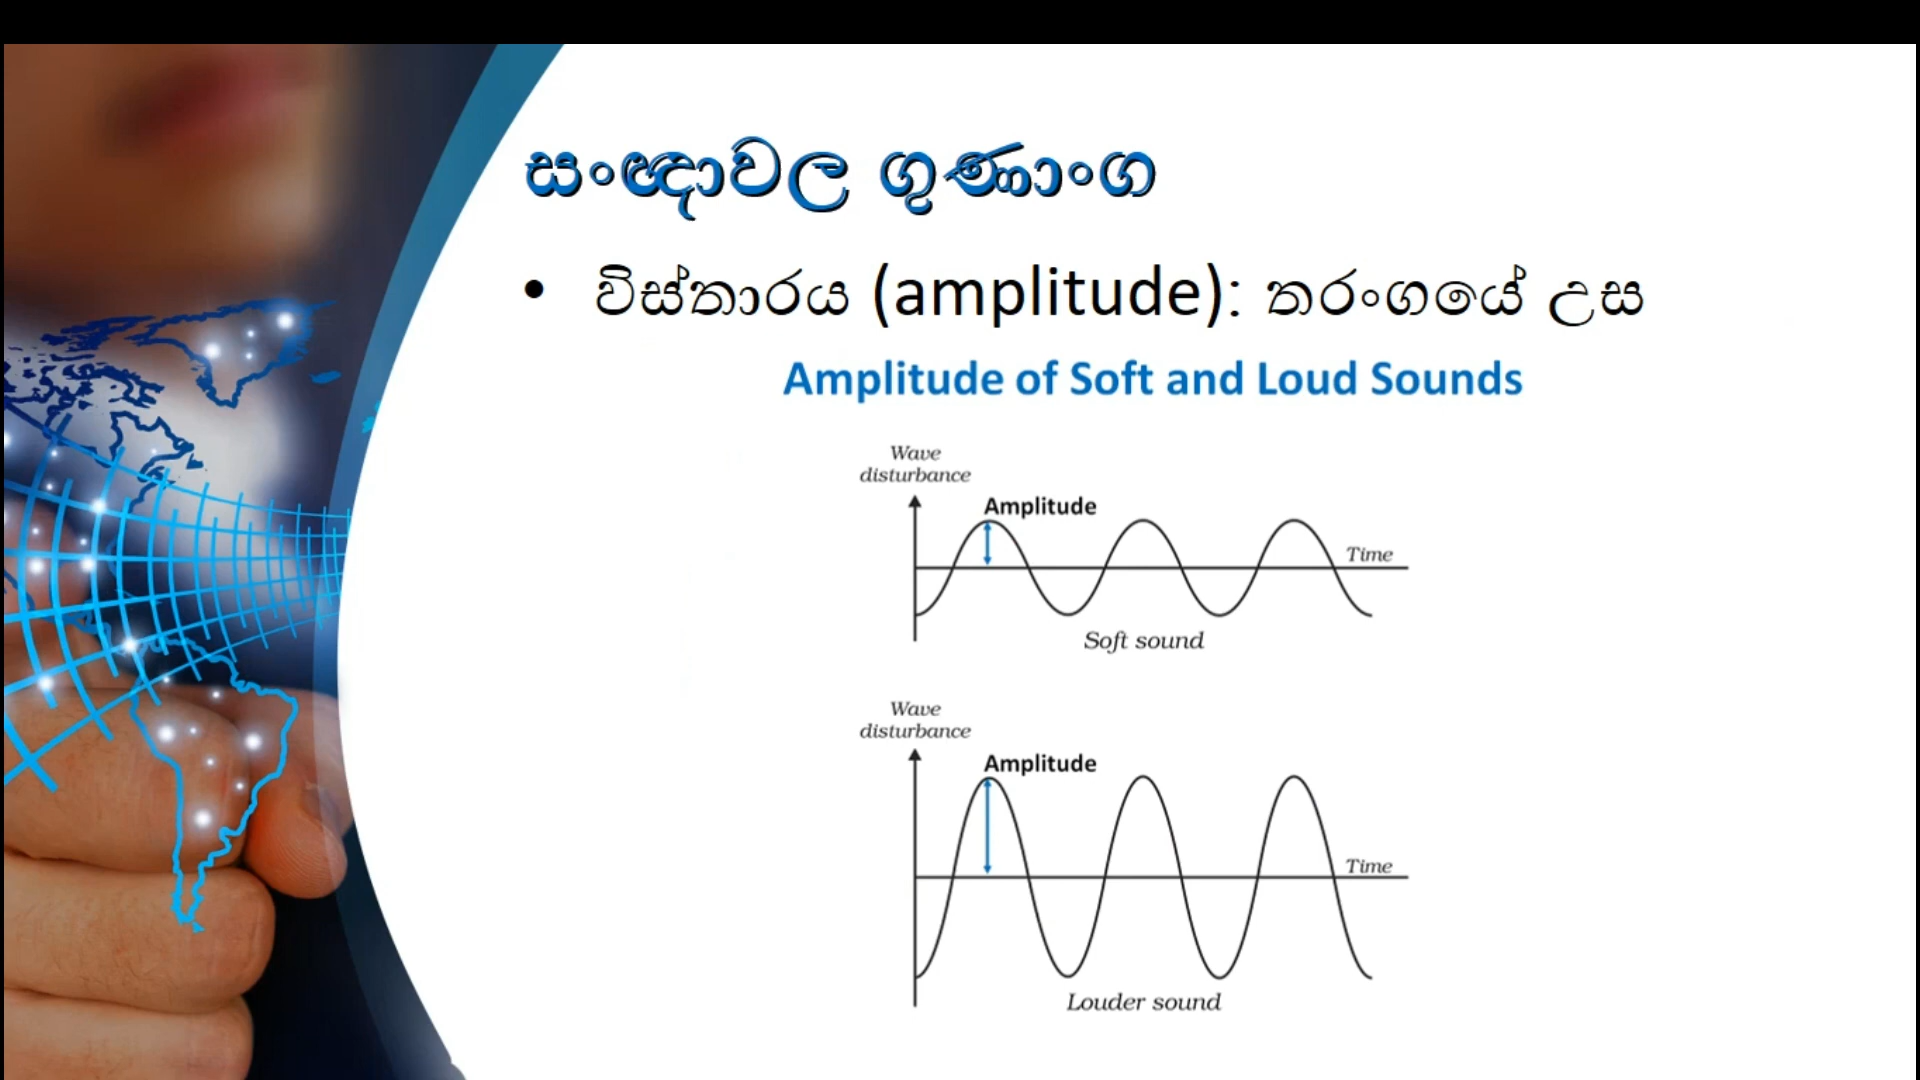 සංඥාවල ගුණාංග
• විස්තාරය (amplitude): තරංගයේ උස
Amplitude of Soft and Loud Sounds
Wave
disturbance
Amplitude
Time
Soft sound
Wave
disturbance
Amplitude
Time
Louder sound